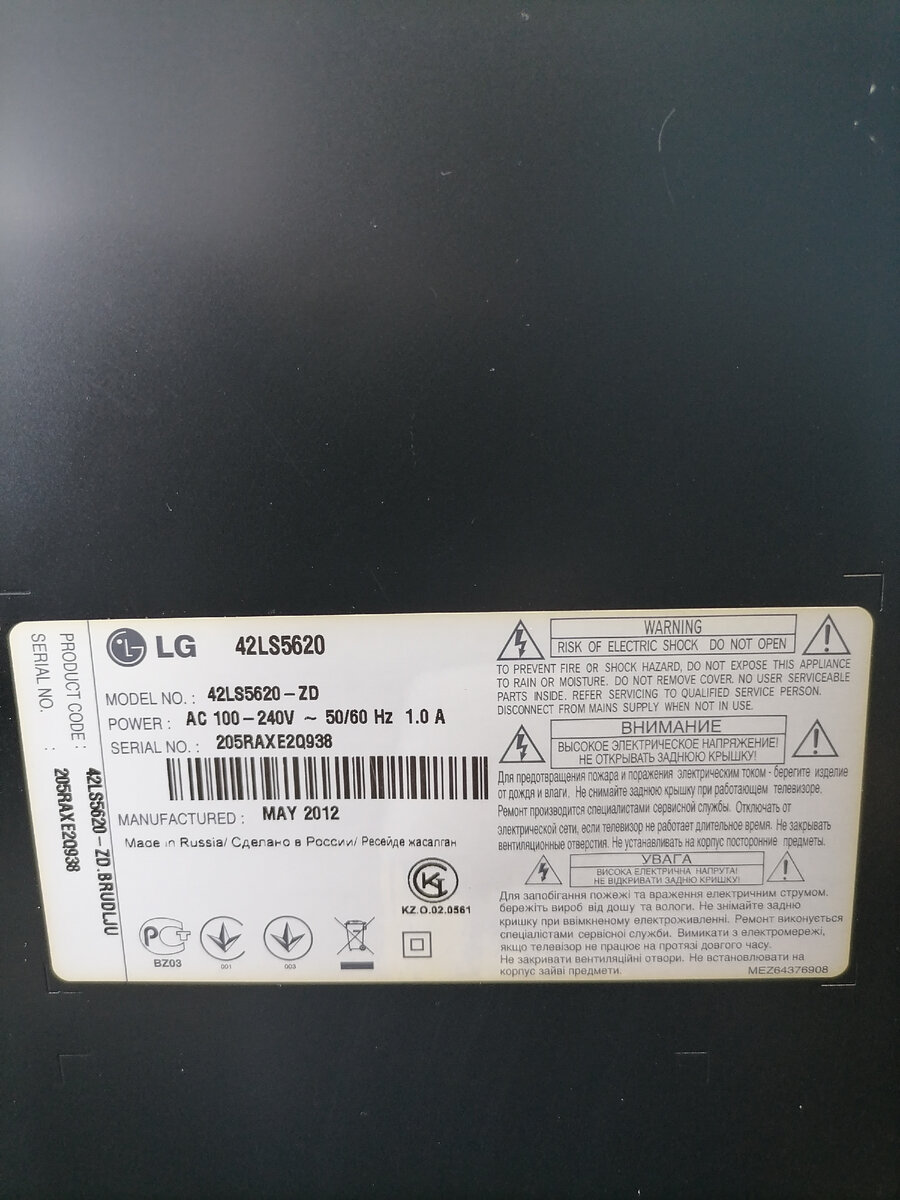 LG 42LS5620
MODEL NO. : 42LS5620-ZD
POWER : AC 100-240V ~ 50/60 Hz 1.0 A
SERIAL NO. : 205RAXE2Q938
MANUFACTURED : MAY 2012
Made in Russia/ Сделано в России/ Ресейде жасалған
KZ.O.02.0561
РСТ
BZ03
001
003
PRODUCT CODE : 42LS5620-ZD.BRUDLJU
SERIAL NO. : 205RAXE2Q938
WARNING
RISK OF ELECTRIC SHOCK DO NOT OPEN
TO PREVENT FIRE OR SHOCK HAZARD, DO NOT EXPOSE THIS APPLIANCE
TO RAIN OR MOISTURE. DO NOT REMOVE COVER. NO USER SERVICEABLE
PARTS INSIDE. REFER SERVICING TO QUALIFIED SERVICE PERSON.
DISCONNECT FROM MAINS SUPPLY WHEN NOT IN USE.
ВНИМАНИЕ
ВЫСОКОЕ ЭЛЕКТРИЧЕСКОЕ НАПРЯЖЕНИЕ!
НЕ ОТКРЫВАТЬ ЗАДНЮЮ КРЫШКУ!
Для предотвращения пожара и поражения электрическим током - берегите изделие
от дождя и влаги. Не снимайте заднюю крышку при работающем телевизоре.
Ремонт производится специалистами сервисной службы. Отключать от
электрической сети, если телевизор не работает длительное время. Не закрывать
вентиляционные отверстия. Не устанавливать на корпус посторонние предметы.
УВАГА
ВИСОКА ЕЛЕКТРИЧНА НАПРУГА!
НЕ ВІДКРИВАТИ ЗАДНЮ КРИШКУ!
Для запобігання пожежі та враження електричним струмом,
бережіть виріб від дощу та вологи. Не знімайте задню
кришку при ввімкненому електроживленні. Ремонт виконується
спеціалістами сервісної служби. Вимикати з електромережі,
якщо телевізор не працює на протязі довгого часу.
Не закривати вентиляційні отвори. Не встановлювати на
корпус зайві предмети.
MEZ64376908